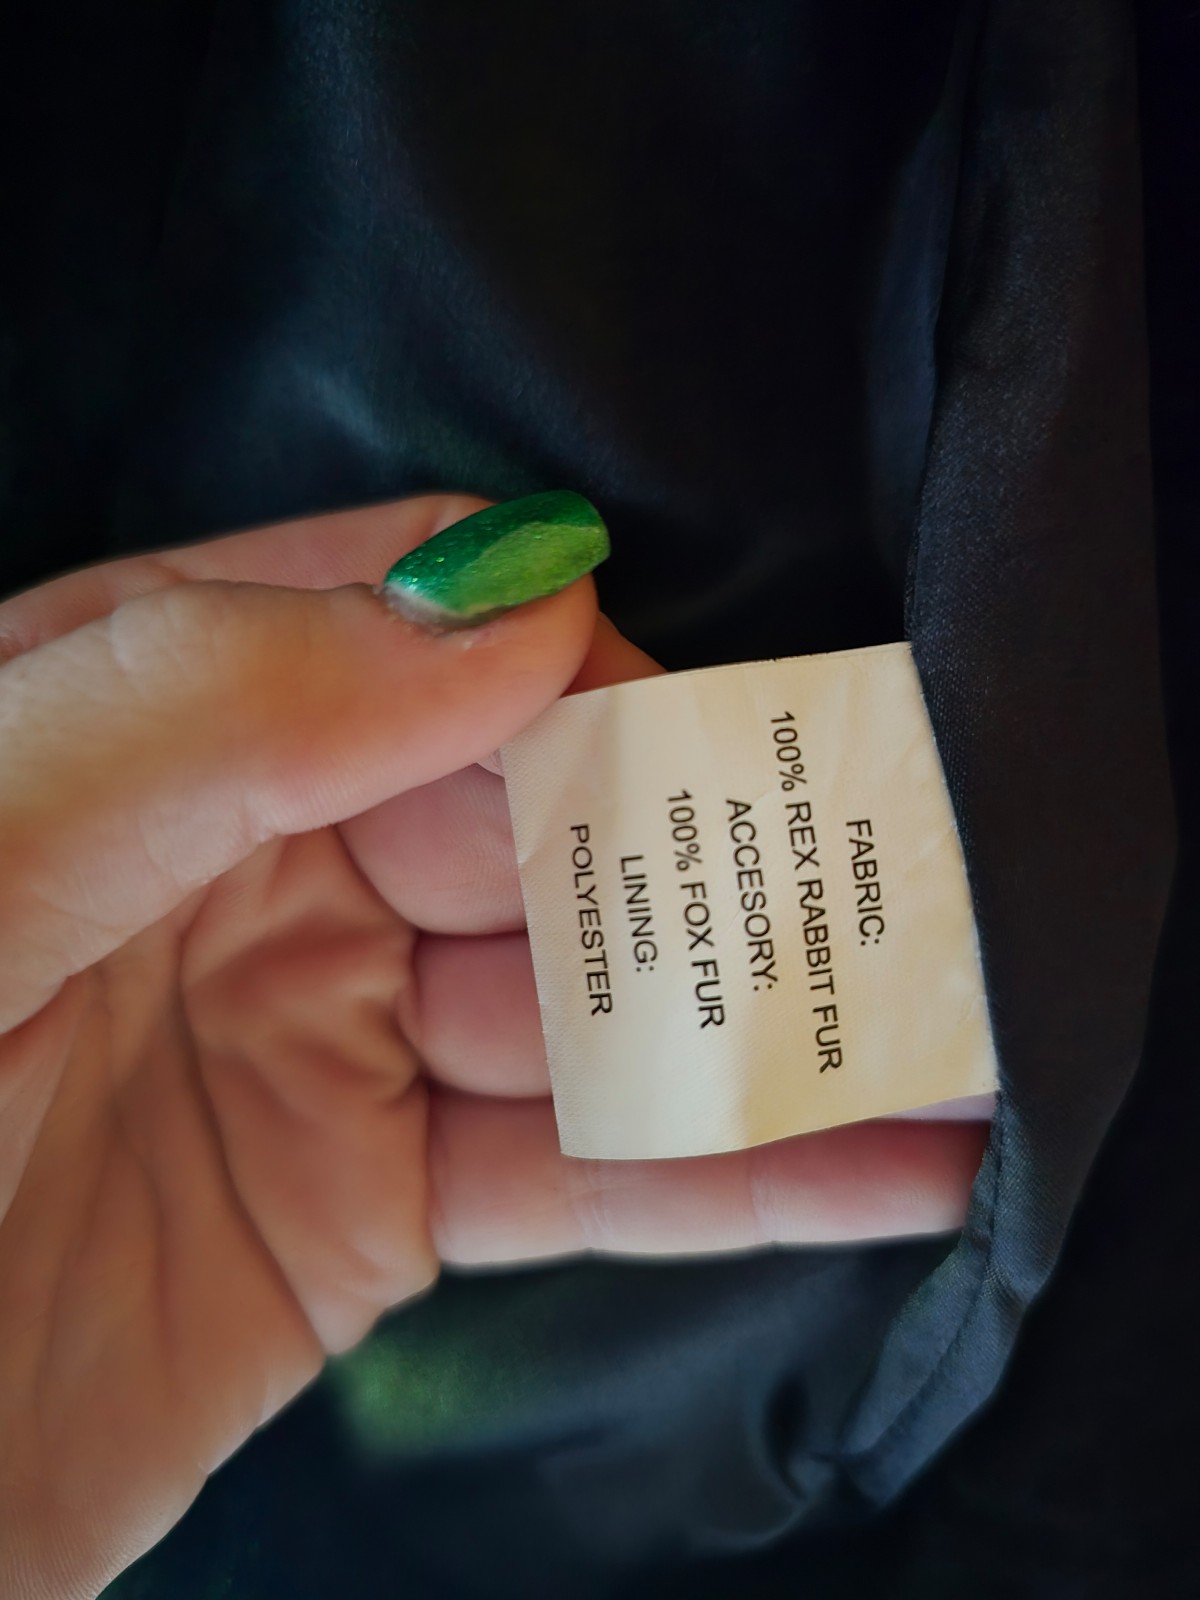 FABRIC:
100% REX RABBIT FUR
ACCESORY:
100% FOX FUR
LINING:
POLYESTER